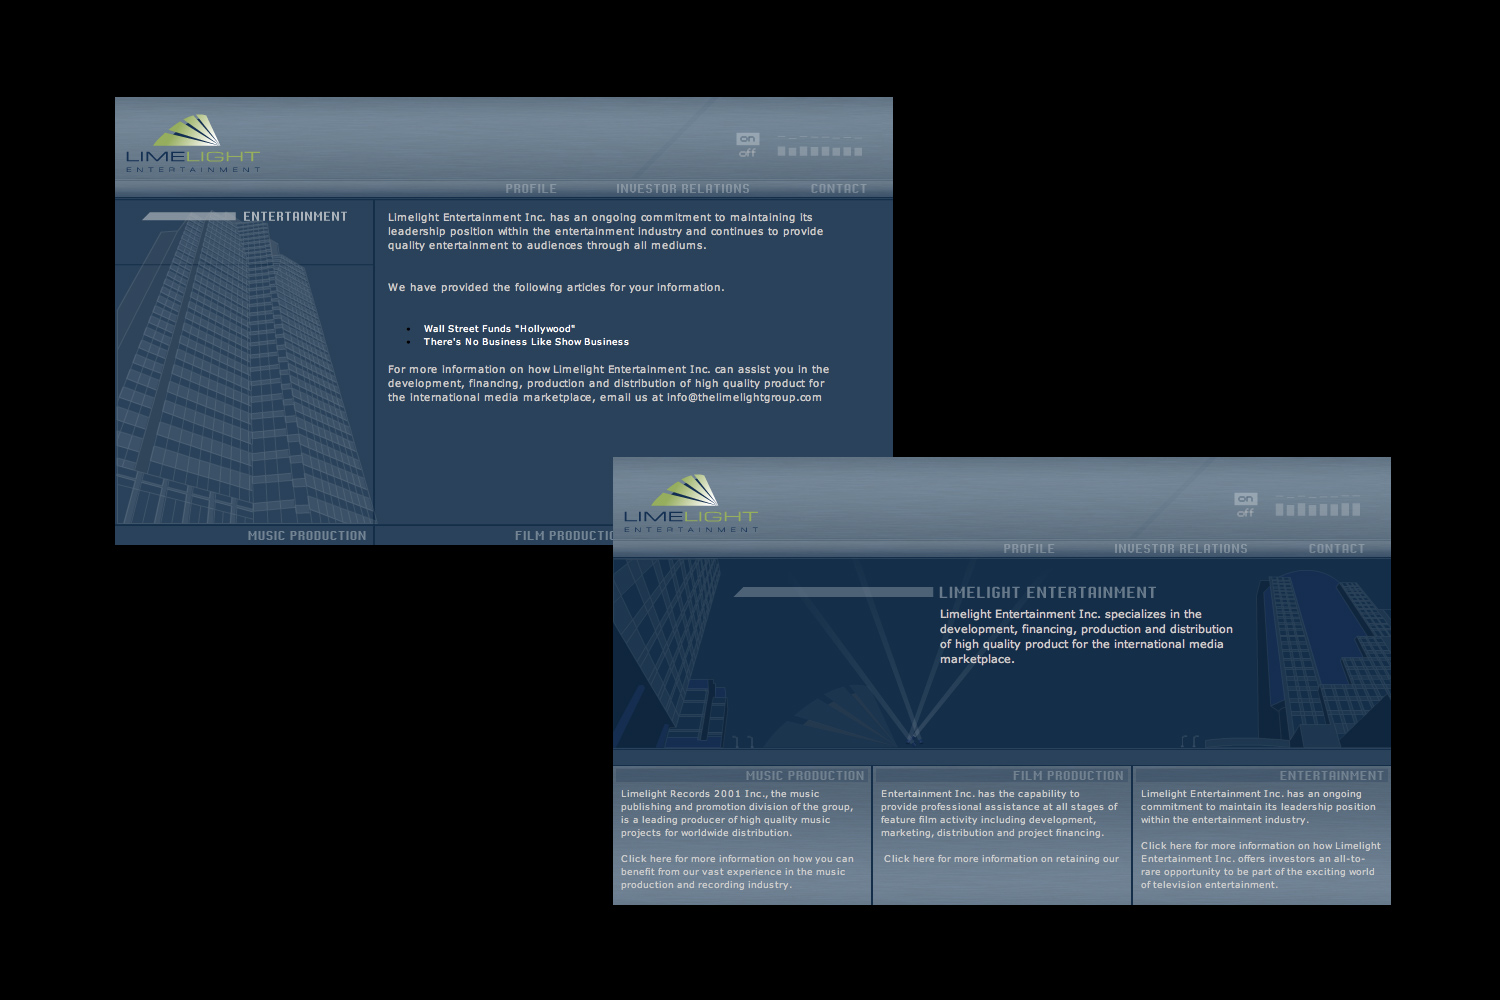 LIMELIGHT
ENTERTAINMENT
on
off
PROFILE INVESTOR RELATIONS CONTACT
ENTERTAINMENT
Limelight Entertainment Inc. has an ongoing commitment to maintaining its
leadership position within the entertainment industry and continues to provide
quality entertainment to audiences through all mediums.
We have provided the following articles for your information.
• Wall Street Funds "Hollywood"
• There's No Business Like Show Business
For more information on how Limelight Entertainment Inc. can assist you in the
development, financing, production and distribution of high quality product for
the international media marketplace, email us at info@thelimelightgroup.com
MUSIC PRODUCTION FILM PRODUCTIO
LIMELIGHT
ENTERTAINMENT
on
off
PROFILE INVESTOR RELATIONS CONTACT
LIMELIGHT ENTERTAINMENT
Limelight Entertainment Inc. specializes in the
development, financing, production and distribution
of high quality product for the international media
marketplace.
MUSIC PRODUCTION
Limelight Records 2001 Inc., the music
publishing and promotion division of the group,
is a leading producer of high quality music
projects for worldwide distribution.
Click here for more information on how you can
benefit from our vast experience in the music
production and recording industry.
FILM PRODUCTION
Entertainment Inc. has the capability to
provide professional assistance at all stages of
feature film activity including development,
marketing, distribution and project financing.
Click here for more information on retaining our
ENTERTAINMENT
Limelight Entertainment Inc. has an ongoing
commitment to maintain its leadership position
within the entertainment industry.
Click here for more information on how Limelight
Entertainment Inc. offers investors an all-to-
rare opportunity to be part of the exciting world
of television entertainment.